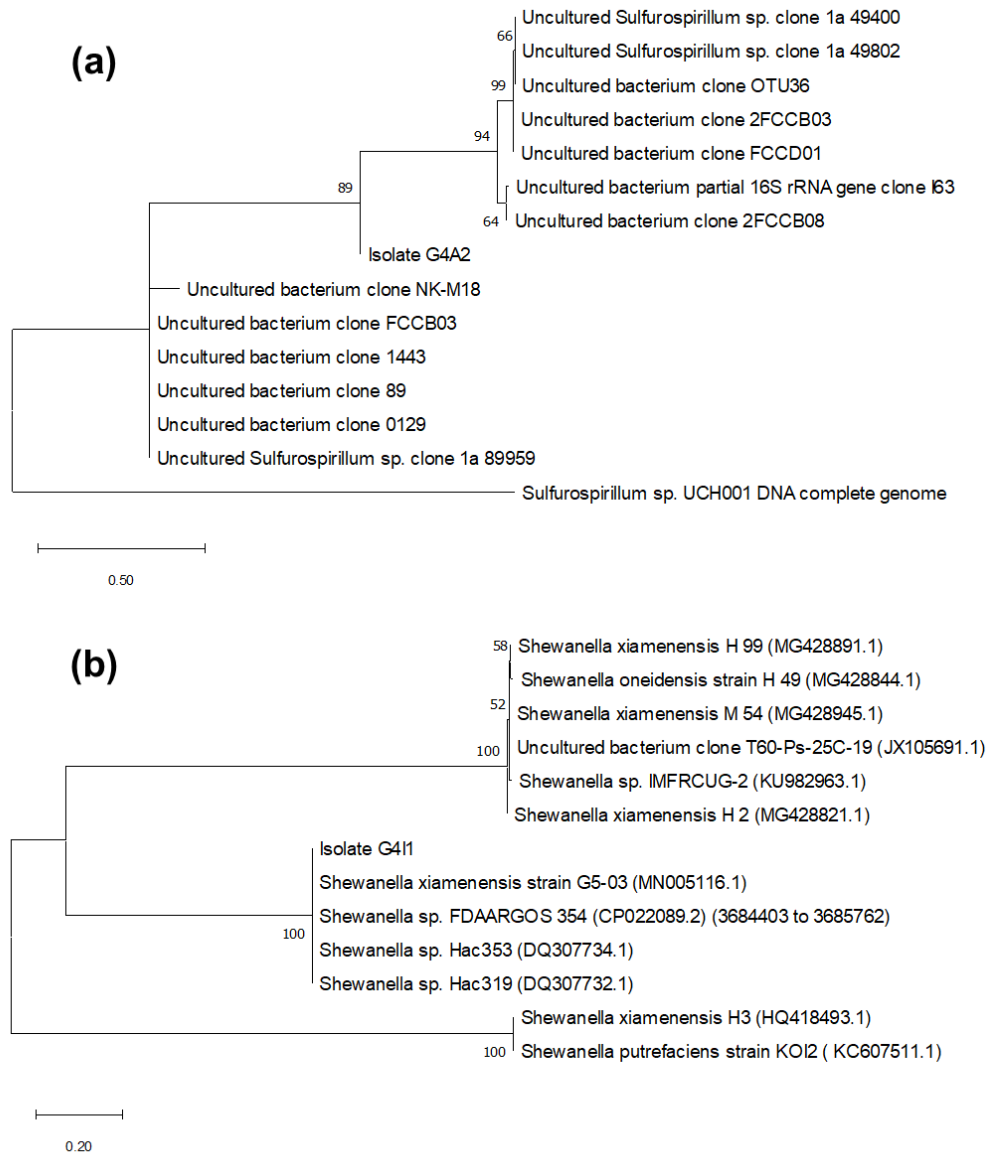 (a)
66
Uncultured Sulfurospirillum sp. clone 1a 49400
Uncultured Sulfurospirillum sp. clone 1a 49802
99
Uncultured bacterium clone OTU36
Uncultured bacterium clone 2FCCB03
94
Uncultured bacterium clone FCCD01
89
Uncultured bacterium partial 16S rRNA gene clone I63
64
Uncultured bacterium clone 2FCCB08
Isolate G4A2
Uncultured bacterium clone NK-M18
Uncultured bacterium clone FCCB03
Uncultured bacterium clone 1443
Uncultured bacterium clone 89
Uncultured bacterium clone 0129
Uncultured Sulfurospirillum sp. clone 1a 89959
Sulfurospirillum sp. UCH001 DNA complete genome
0.50
(b)
58
Shewanella xiamenensis H 99 (MG428891.1)
Shewanella oneidensis strain H 49 (MG428844.1)
52
Shewanella xiamenensis M 54 (MG428945.1)
100
Uncultured bacterium clone T60-Ps-25C-19 (JX105691.1)
Shewanella sp. IMFRCUG-2 (KU982963.1)
Shewanella xiamenensis H 2 (MG428821.1)
Isolate G4I1
Shewanella xiamenensis strain G5-03 (MN005116.1)
Shewanella sp. FDAARGOS 354 (CP022089.2) (3684403 to 3685762)
100
Shewanella sp. Hac353 (DQ307734.1)
Shewanella sp. Hac319 (DQ307732.1)
Shewanella xiamenensis H3 (HQ418493.1)
100
Shewanella putrefaciens strain KOI2 ( KC607511.1)
0.20